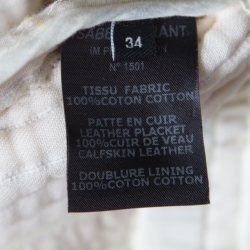 34
N° 1501
TISSU FABRIC
100%COTON COTTON
PATTE EN CUIR
LEATHER PLACKET
100%CUIR DE VEAU
CALFSKIN LEATHER
DOUBLURE LINING
100%COTON COTTON